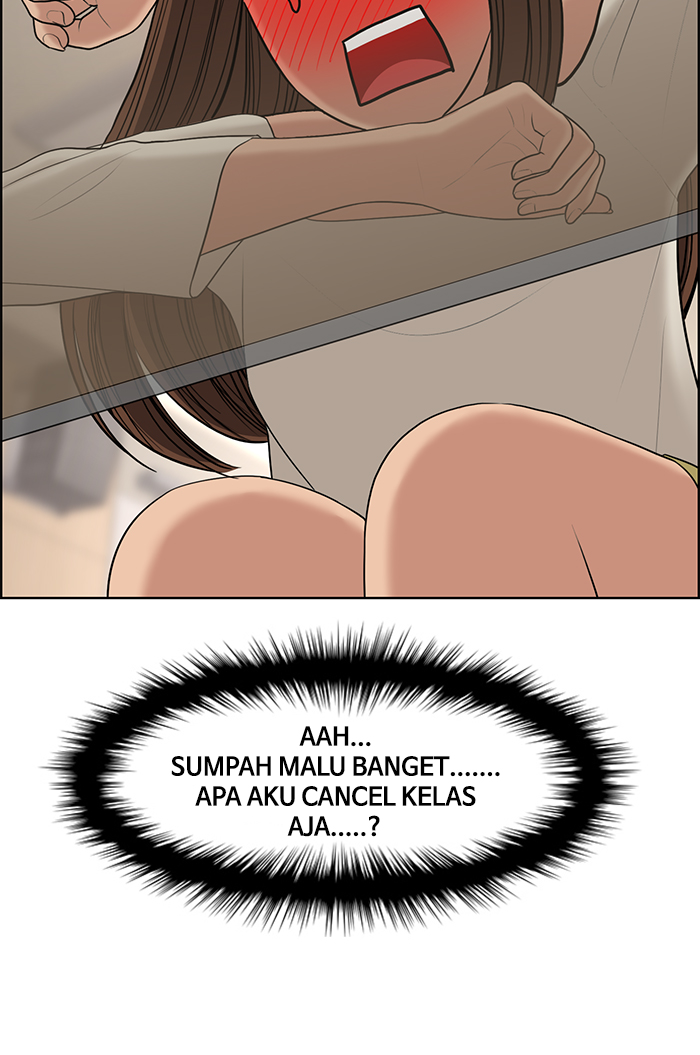 AAH...
SUMPAH MALU BANGET.......
APA AKU CANCEL KELAS
AJA.....?